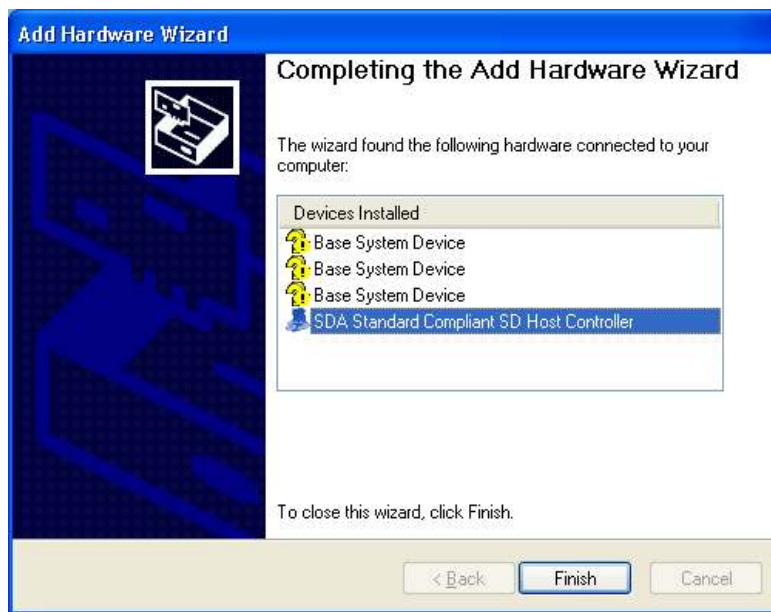 Add Hardware Wizard
Completing the Add Hardware Wizard
The wizard found the following hardware connected to your
computer:
Devices Installed
Base System Device
Base System Device
Base System Device
SDA Standard Compliant SD Host Controller
To close this wizard, click Finish.
< Back Finish Cancel